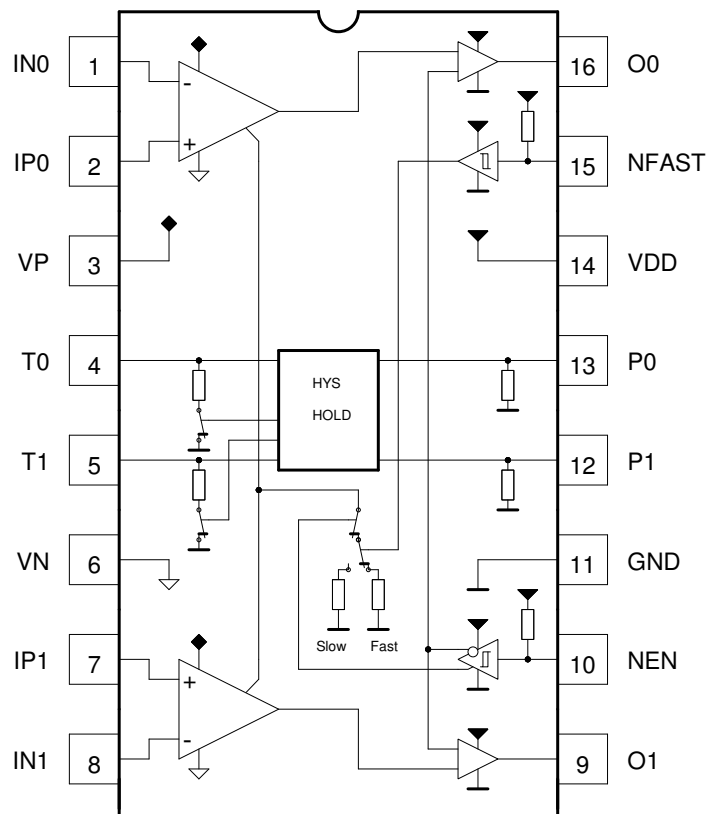 IN0 1 16 O0
- 
+
IP0 2 15 NFAST
VP 3 14 VDD
T0 4 13 P0
HYS
HOLD
T1 5 12 P1
VN 6 11 GND
Slow Fast
IP1 7 10 NEN
+
-
IN1 8 9 O1